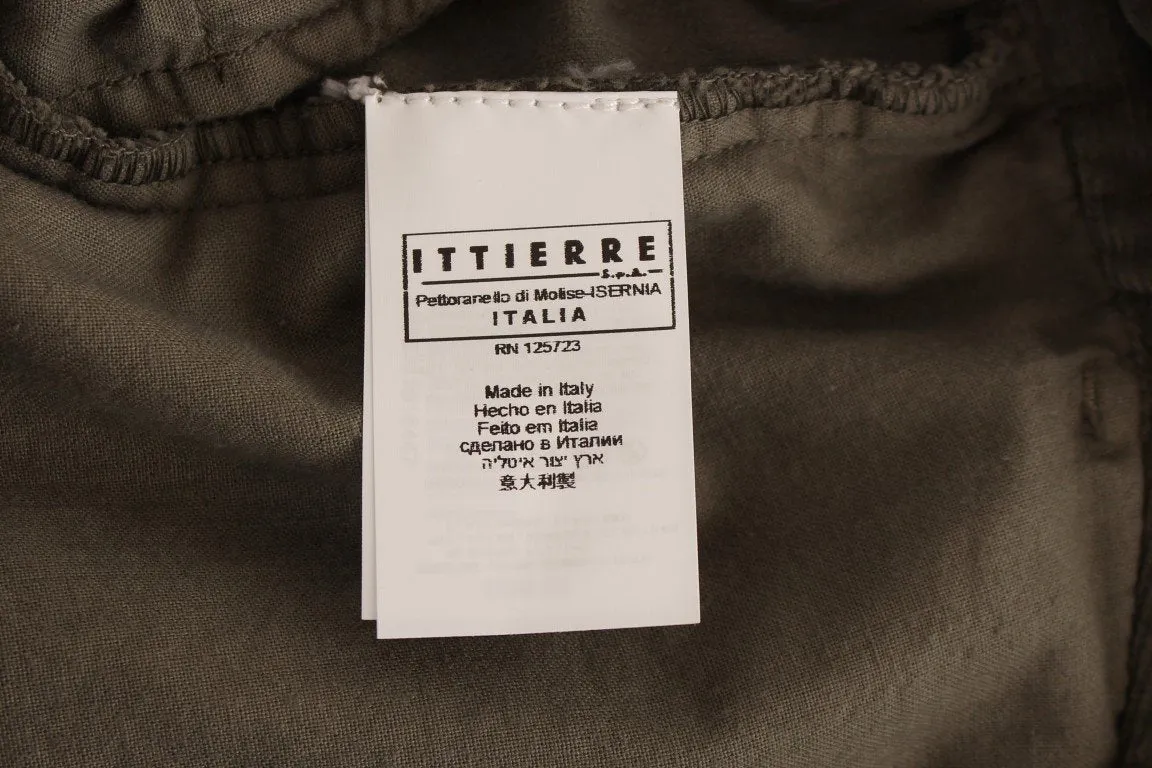 ITTIERRE
S.p.A.
Pettoranello di Molise-ISERNIA
ITALIA
RN 125723
Made in Italy
Hecho en Italia
Feito em Italia
сделано в Италии
ארץ יצור איטליה
意大利製